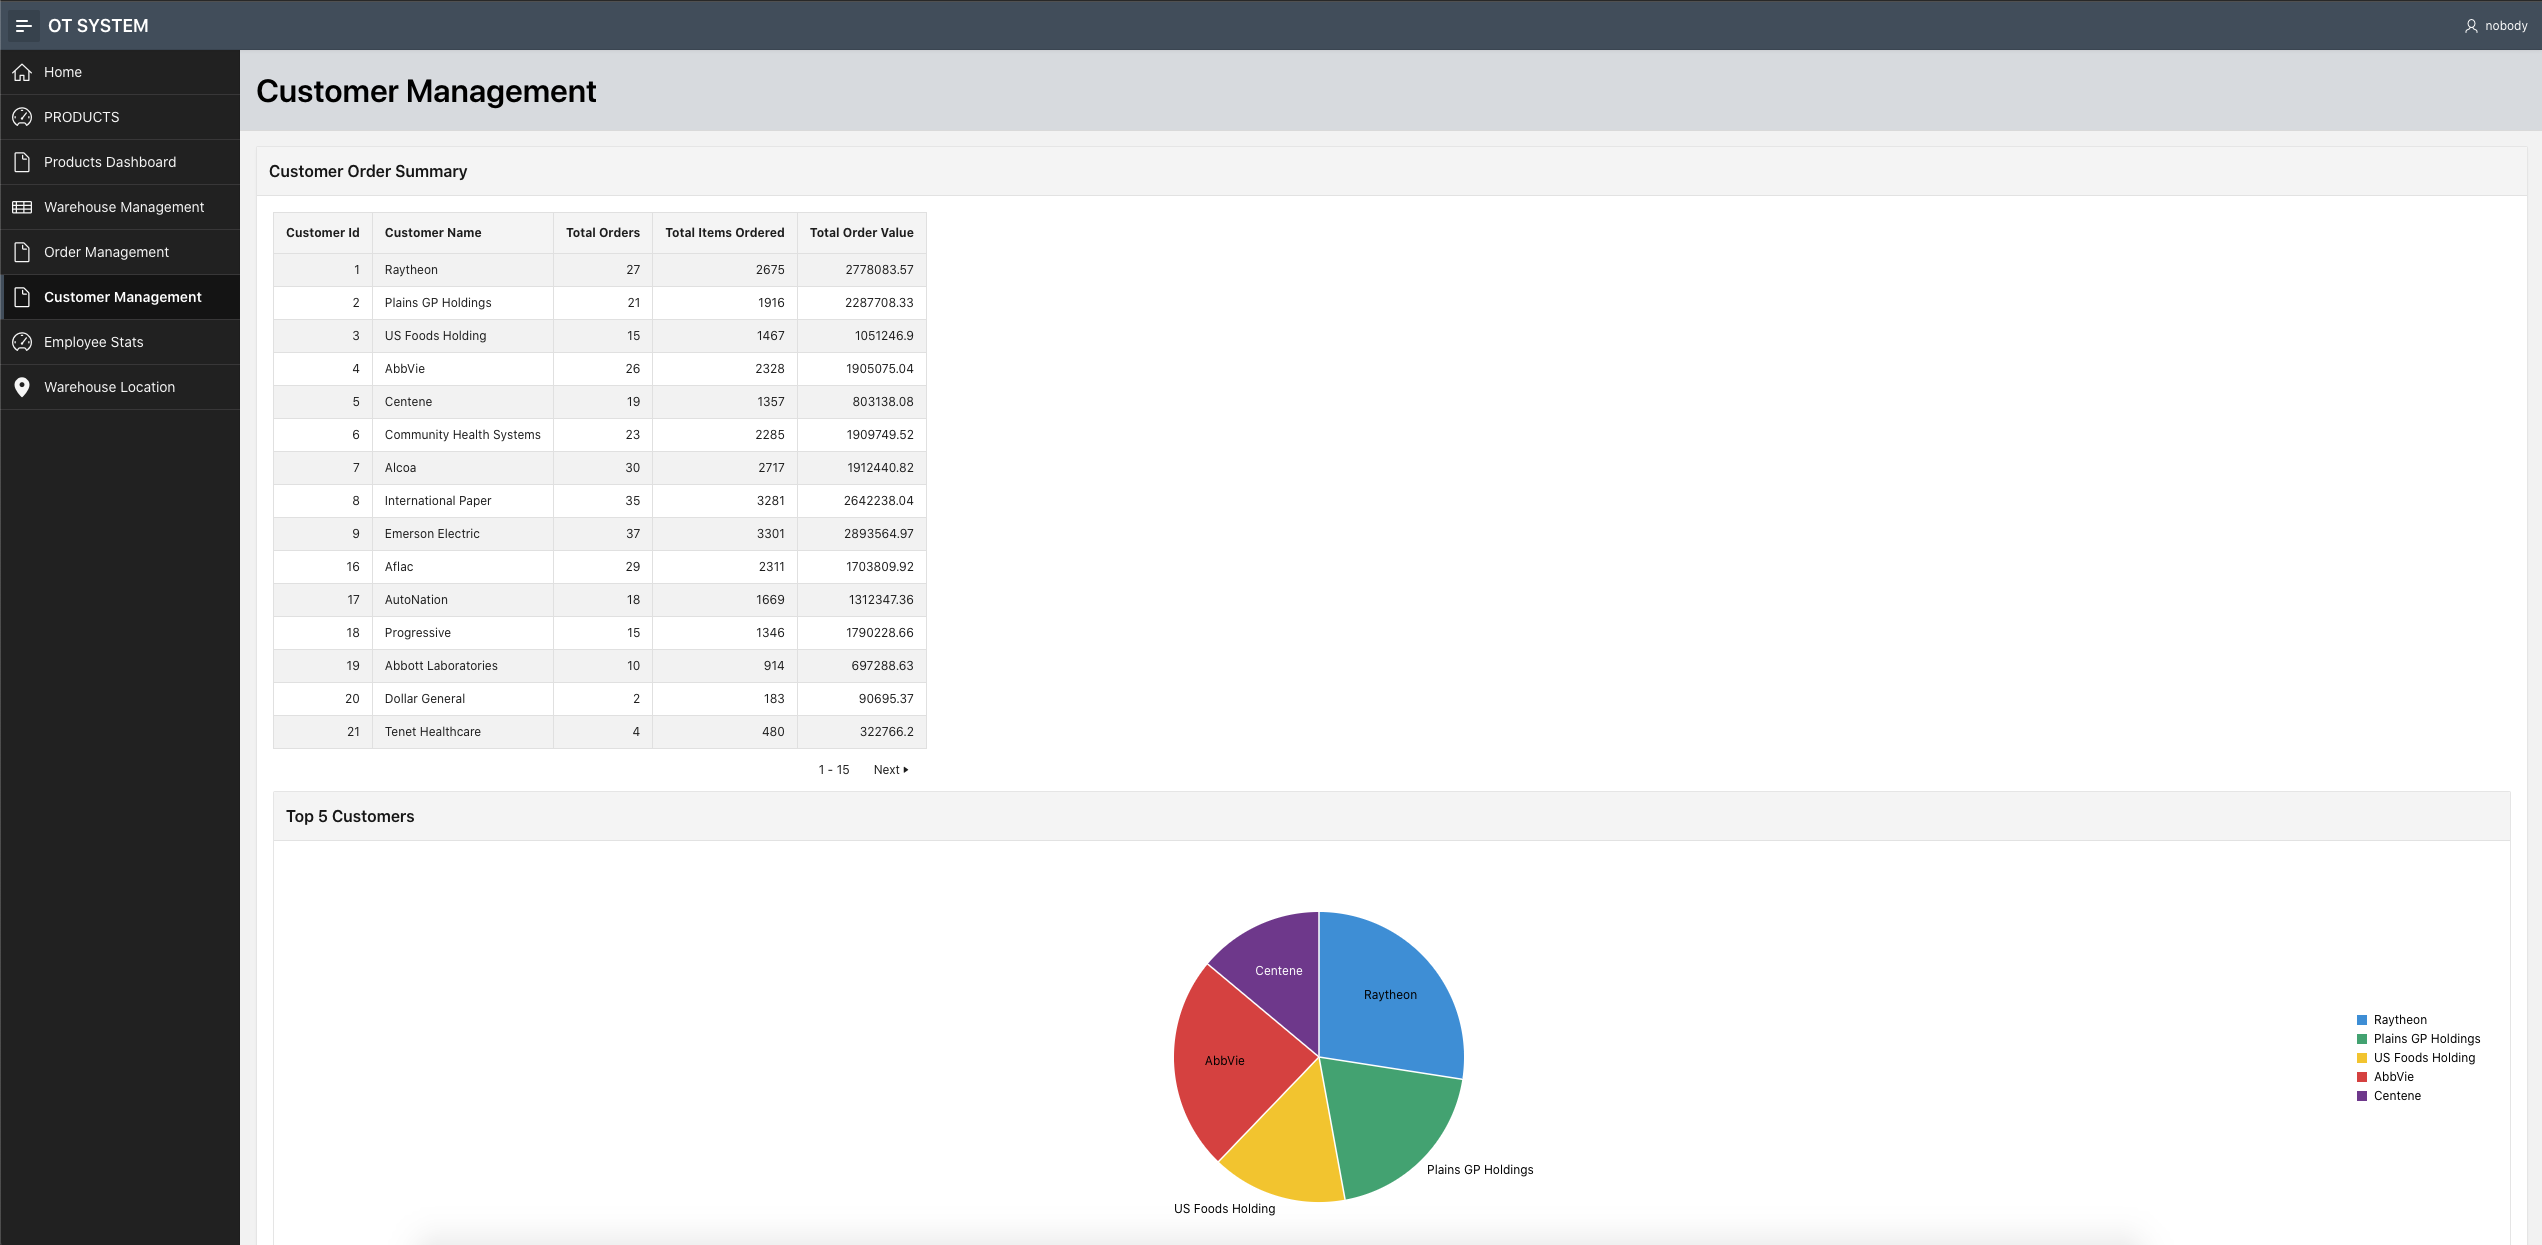 OT SYSTEM
nobody
Home
PRODUCTS
Products Dashboard
Warehouse Management
Order Management
Customer Management
Employee Stats
Warehouse Location
Customer Management
Customer Order Summary
Customer Id Customer Name Total Orders Total Items Ordered Total Order Value
1 Raytheon 27 2675 2778083.57
2 Plains GP Holdings 21 1916 2287708.33
3 US Foods Holding 15 1467 1051246.9
4 AbbVie 26 2328 1905075.04
5 Centene 19 1357 803138.08
6 Community Health Systems 23 2285 1909749.52
7 Alcoa 30 2717 1912440.82
8 International Paper 35 3281 2642238.04
9 Emerson Electric 37 3301 2893564.97
16 Aflac 29 2311 1703809.92
17 AutoNation 18 1669 1312347.36
18 Progressive 15 1346 1790228.66
19 Abbott Laboratories 10 914 697288.63
20 Dollar General 2 183 90695.37
21 Tenet Healthcare 4 480 322766.2
1 - 15 Next
Top 5 Customers
Centene
Raytheon
AbbVie
Plains GP Holdings
US Foods Holding
Raytheon
Plains GP Holdings
US Foods Holding
AbbVie
Centene